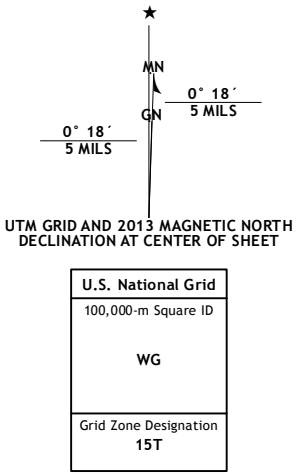 MN
0° 18´
5 MILS
GN
0° 18´
5 MILS
UTM GRID AND 2013 MAGNETIC NORTH
DECLINATION AT CENTER OF SHEET
U.S. National Grid
100,000-m Square ID
WG
Grid Zone Designation
15T